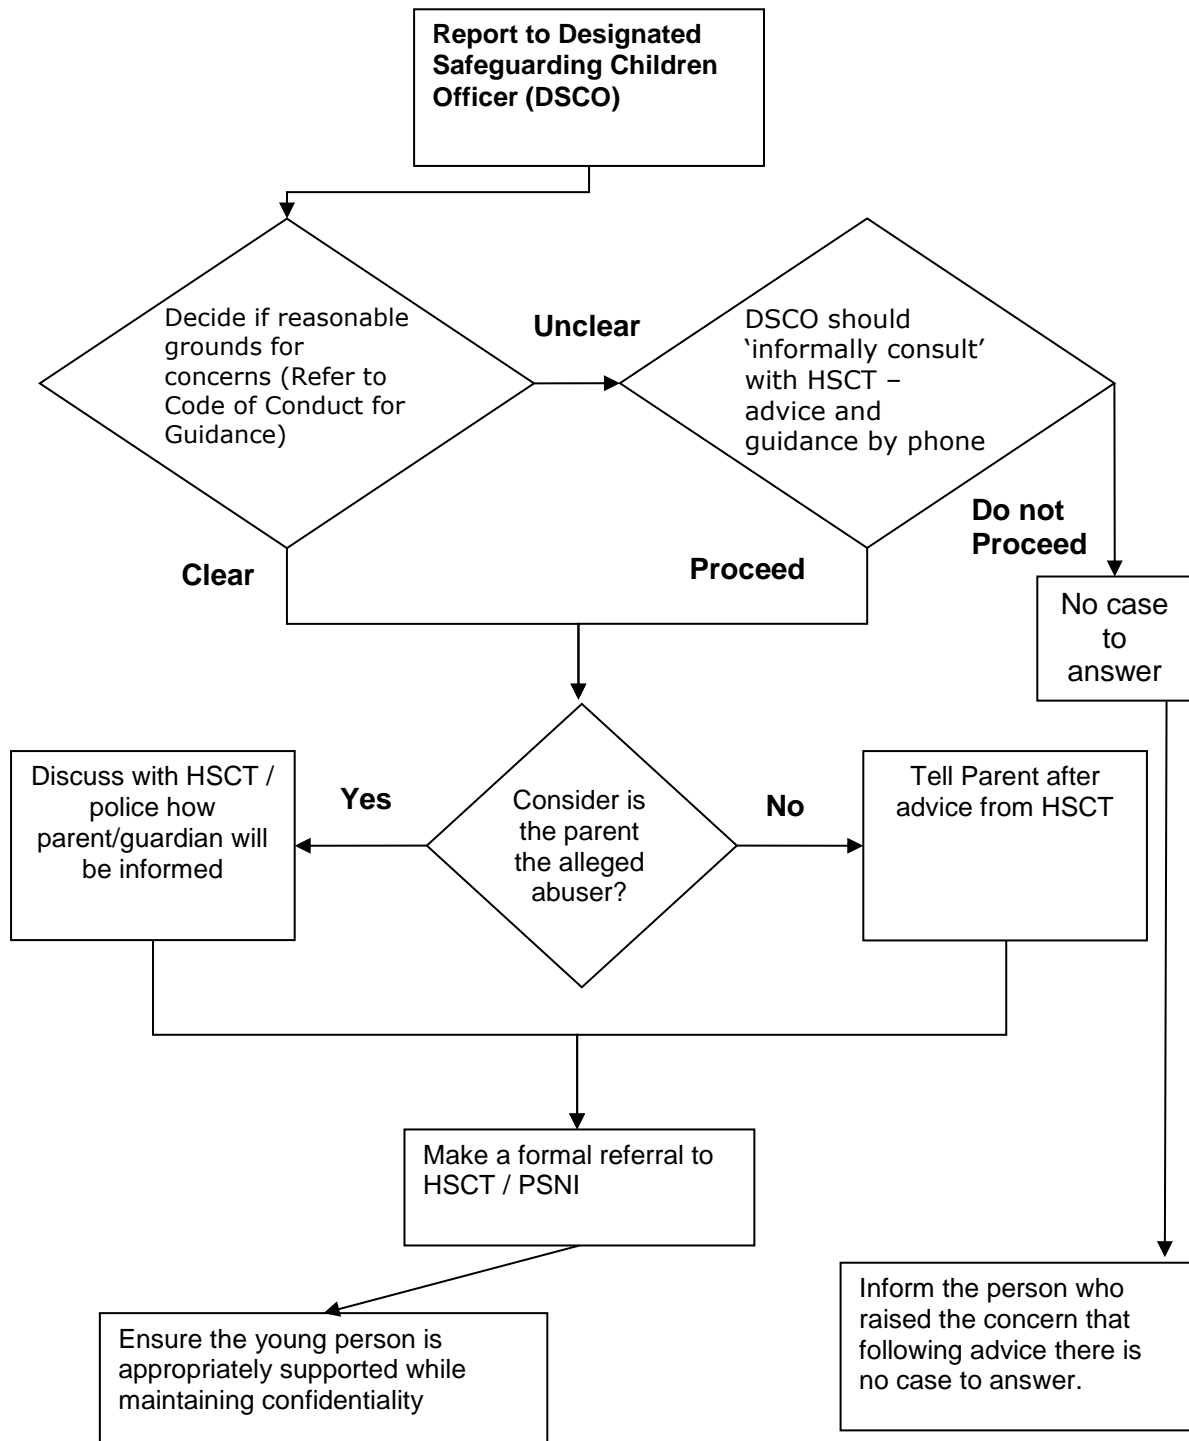 Report to Designated
Safeguarding Children
Officer (DSCO)
Decide if reasonable
grounds for
concerns (Refer to
Code of Conduct for
Guidance)
Unclear
DSCO should
‘informally consult’
with HSCT –
advice and
guidance by phone
Do not
Proceed
Clear
Proceed
No case
to
answer
Discuss with HSCT /
police how
parent/guardian will
be informed
Yes
Consider is
the parent
the alleged
abuser?
No
Tell Parent after
advice from HSCT
Make a formal referral to
HSCT / PSNI
Ensure the young person is
appropriately supported while
maintaining confidentiality
Inform the person who
raised the concern that
following advice there is
no case to answer.